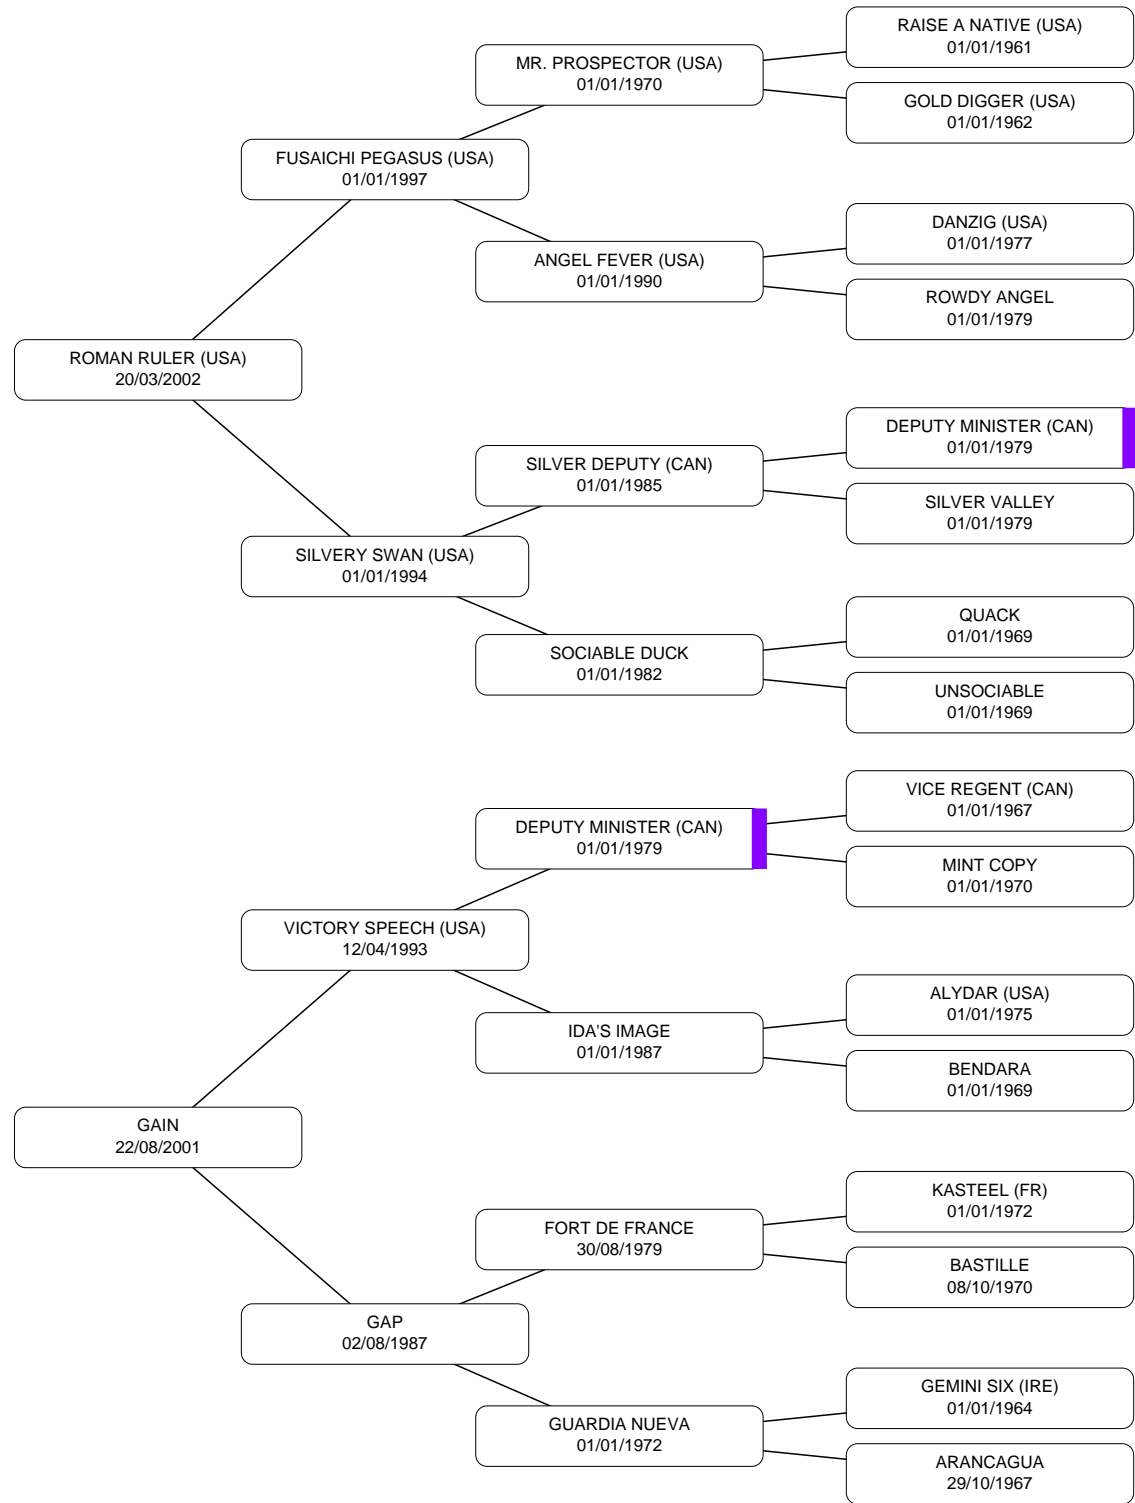 RAISE A NATIVE (USA)
01/01/1961
MR. PROSPECTOR (USA)
01/01/1970
GOLD DIGGER (USA)
01/01/1962
FUSAICHI PEGASUS (USA)
01/01/1997
DANZIG (USA)
01/01/1977
ANGEL FEVER (USA)
01/01/1990
ROWDY ANGEL
01/01/1979
ROMAN RULER (USA)
20/03/2002
DEPUTY MINISTER (CAN)
01/01/1979
SILVER DEPUTY (CAN)
01/01/1985
SILVER VALLEY
01/01/1979
SILVERY SWAN (USA)
01/01/1994
QUACK
01/01/1969
SOCIABLE DUCK
01/01/1982
UNSOCIABLE
01/01/1969
VICE REGENT (CAN)
01/01/1967
DEPUTY MINISTER (CAN)
01/01/1979
MINT COPY
01/01/1970
VICTORY SPEECH (USA)
12/04/1993
ALYDAR (USA)
01/01/1975
IDA'S IMAGE
01/01/1987
BENDARA
01/01/1969
GAIN
22/08/2001
KASTEEL (FR)
01/01/1972
FORT DE FRANCE
30/08/1979
BASTILLE
08/10/1970
GAP
02/08/1987
GEMINI SIX (IRE)
01/01/1964
GUARDIA NUEVA
01/01/1972
ARANCAGUA
29/10/1967